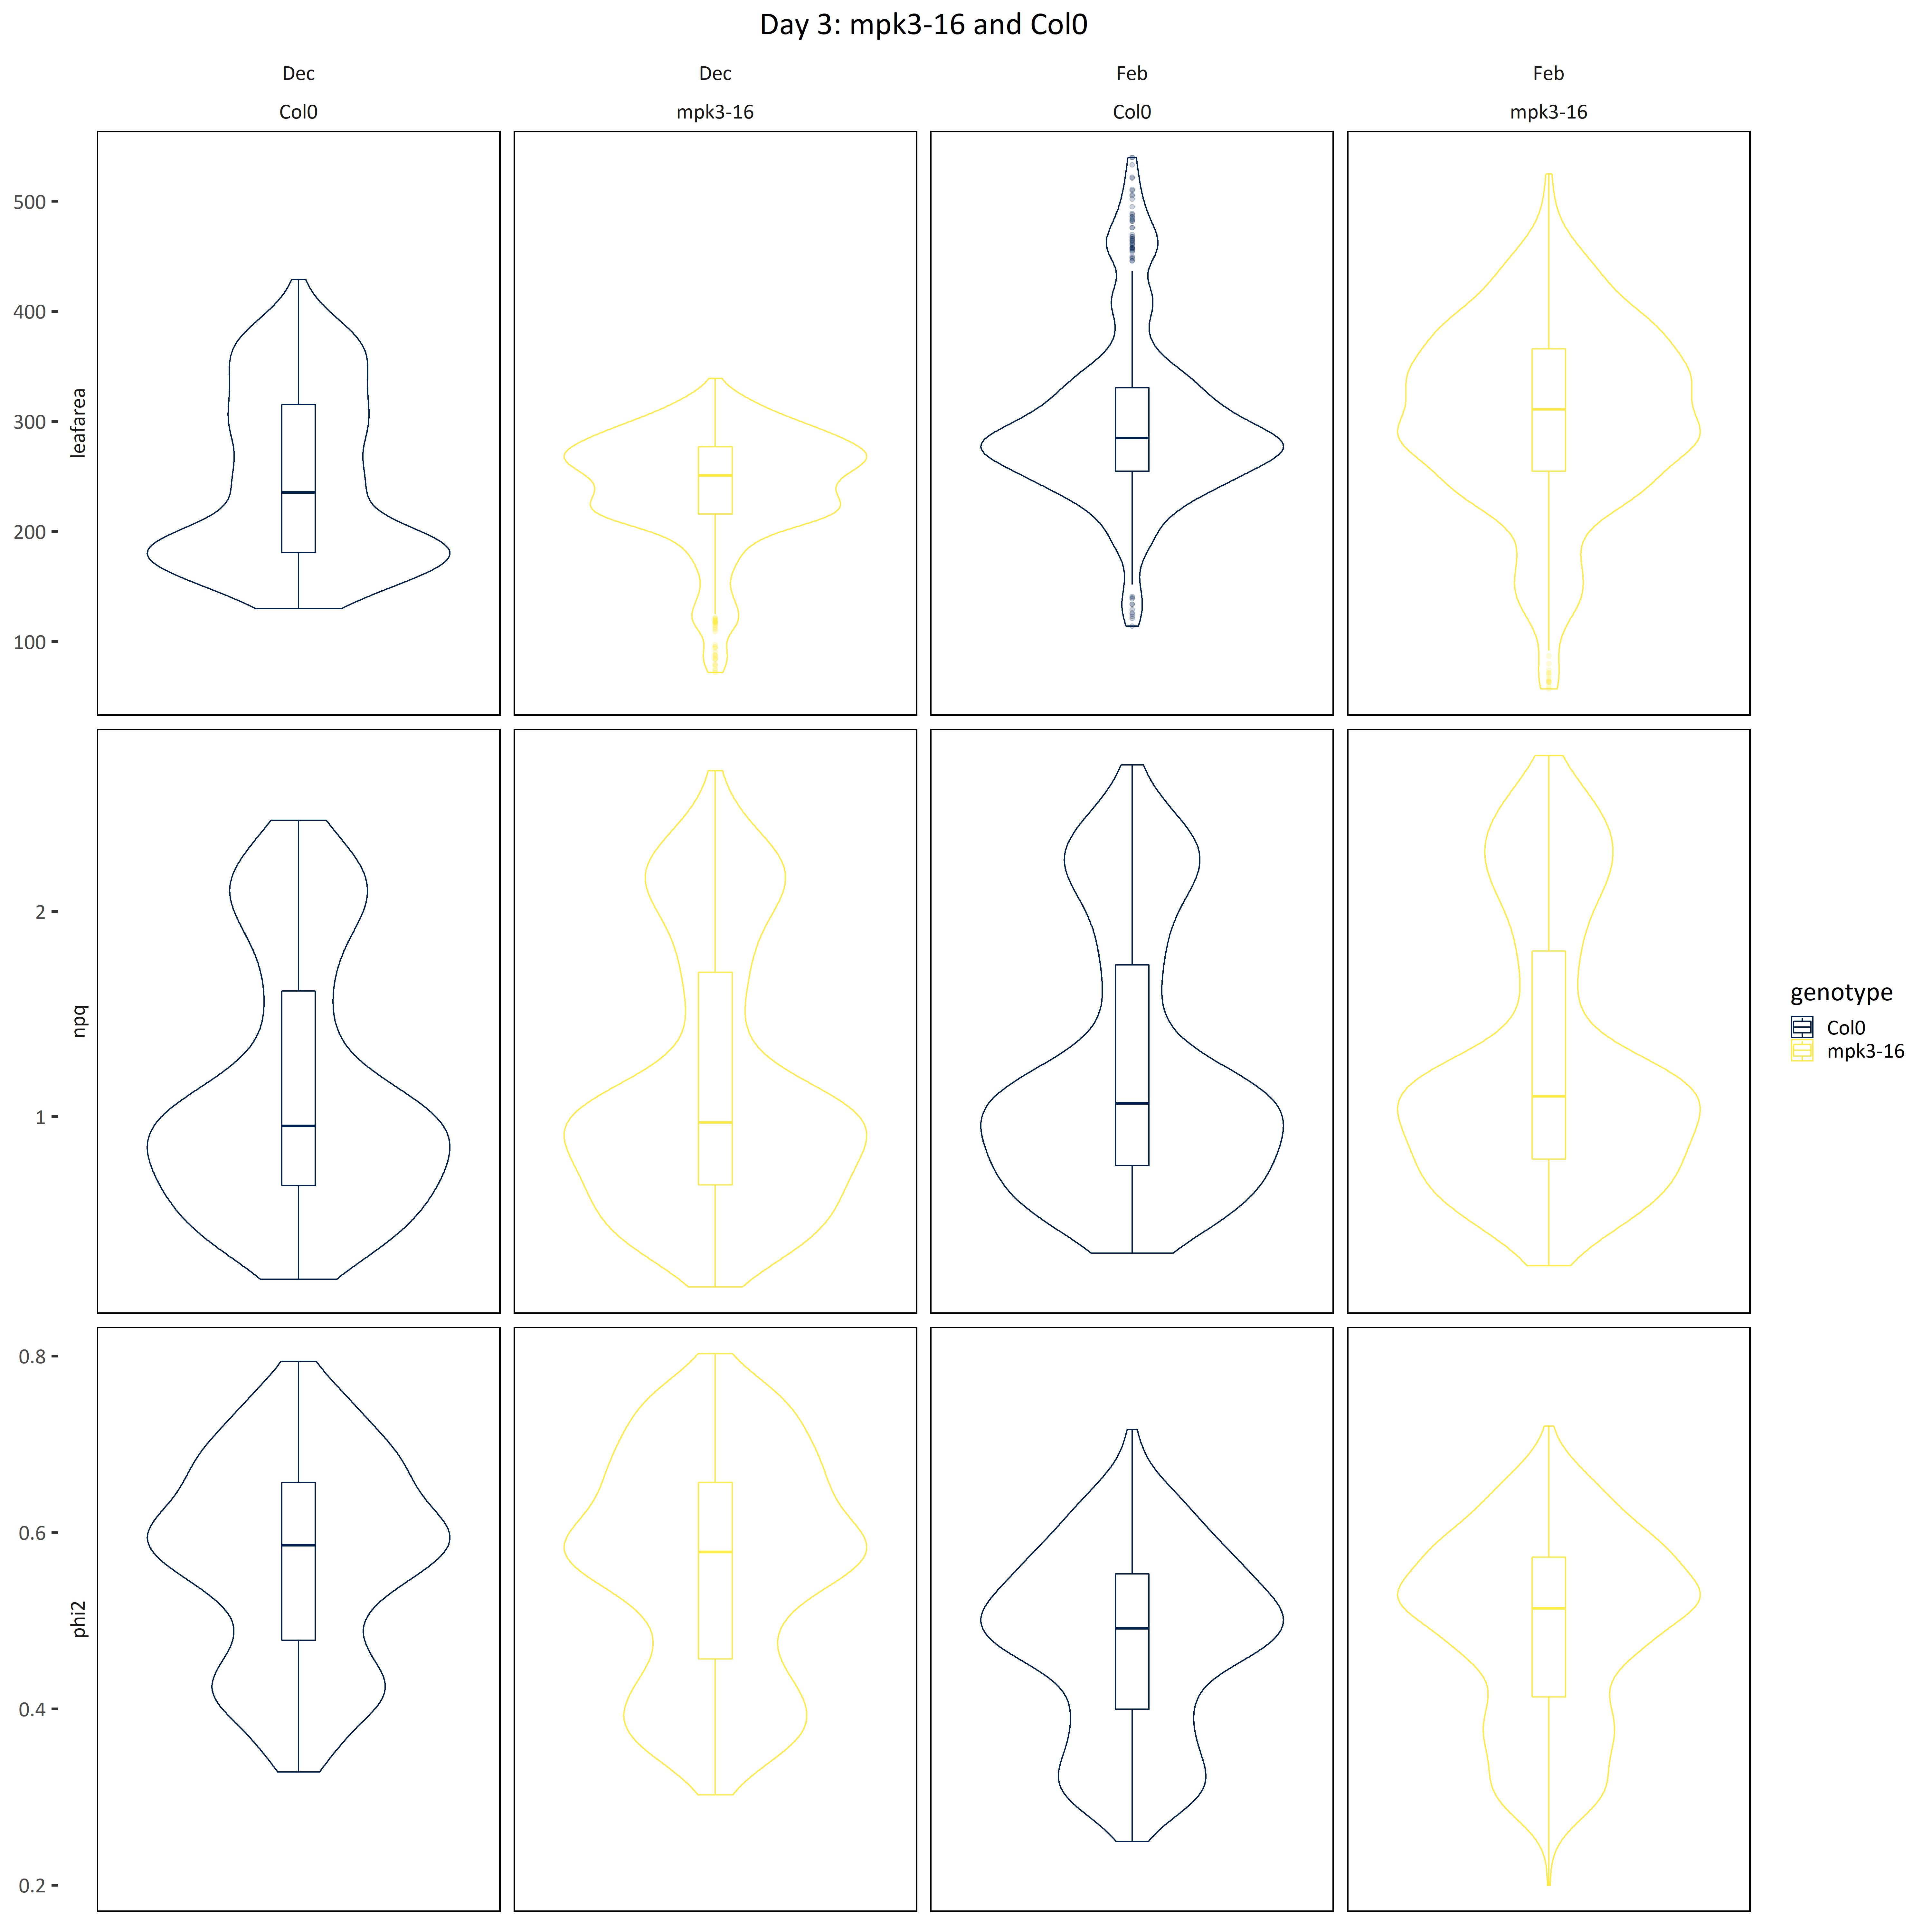 Day 3: mpk3-16 and Col0
Dec Dec Feb Feb
Col0 mpk3-16 Col0 mpk3-16
500
400
300
200
100
leafarea
2
1
npq
0.8
0.6
0.4
0.2
phi2
genotype
Col0
mpk3-16